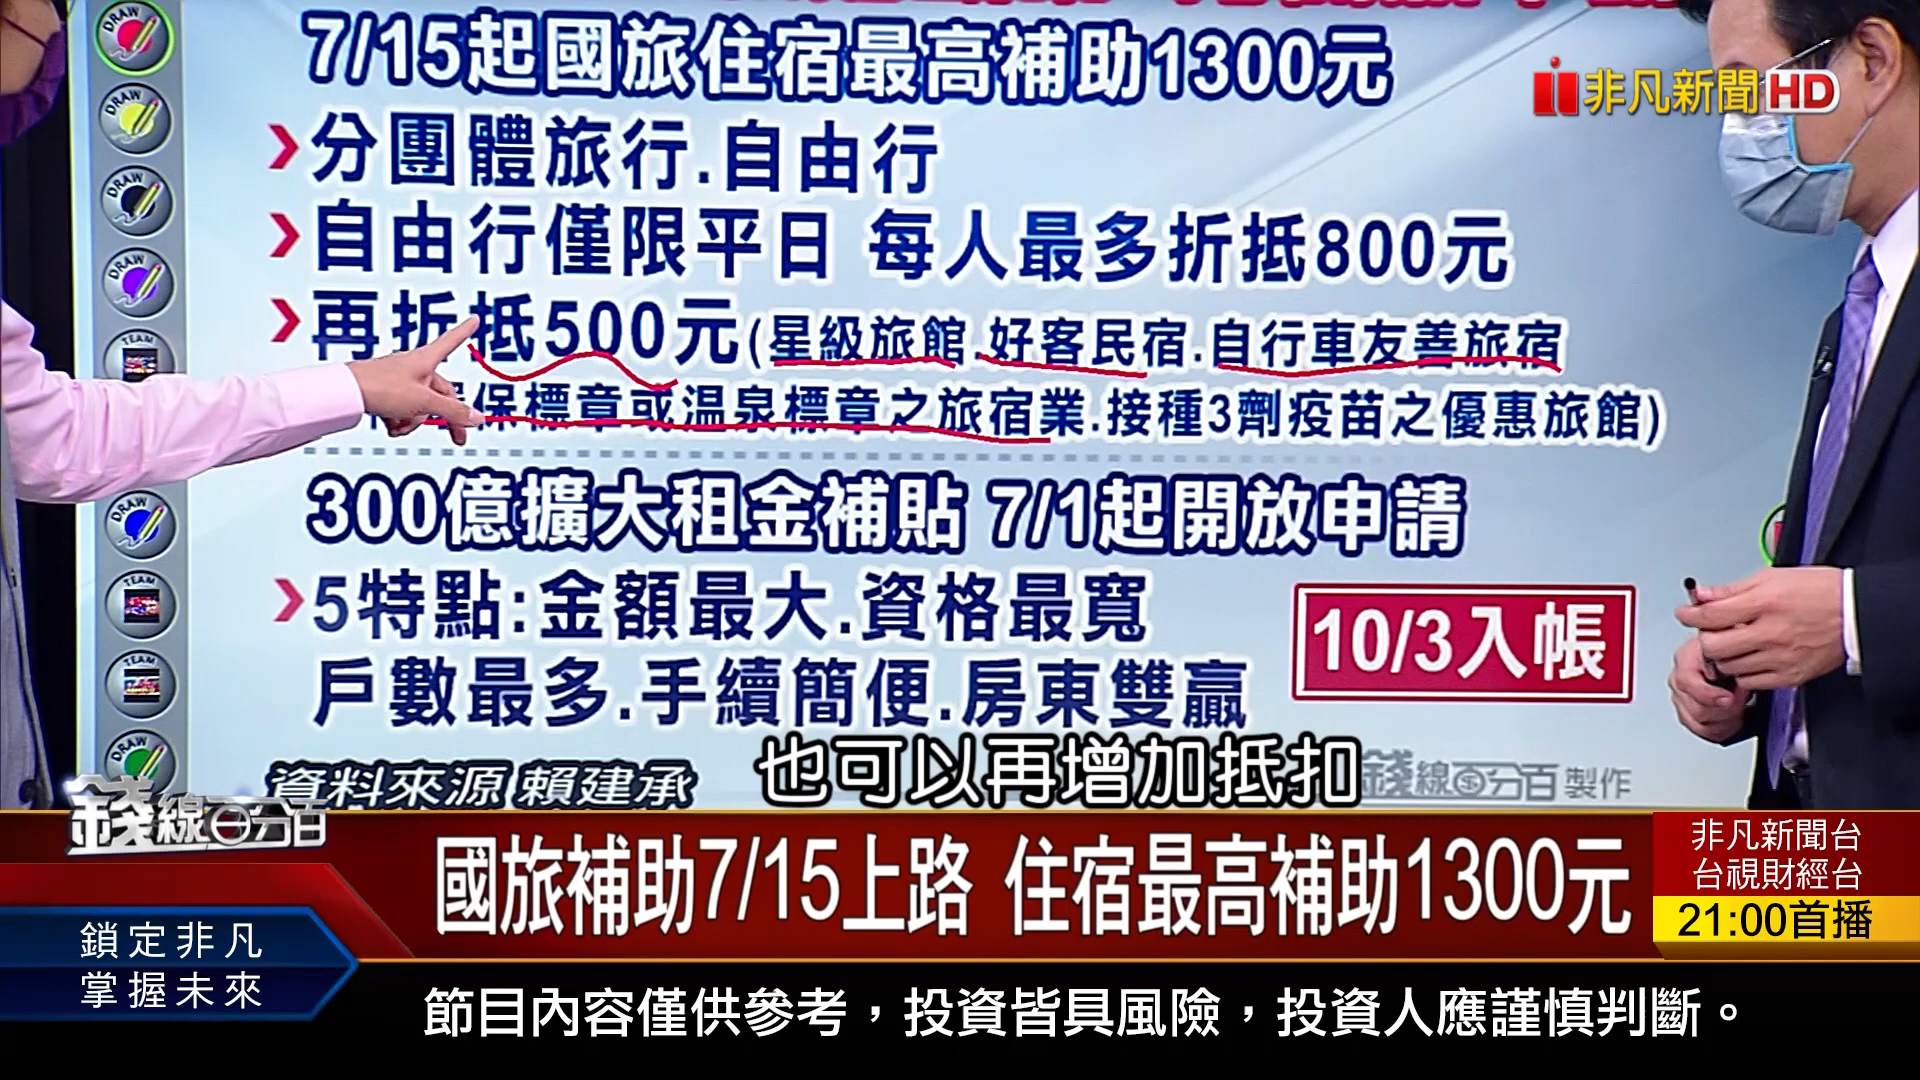 7/15起國旅住宿最高補助1300元
非凡新聞HD
分團體旅行.自由行
自由行僅限平日 每人最多折抵800元
再折抵500元(星級旅館.好客民宿.自行車友善旅宿
保標章或溫泉標章之旅宿業.接種3劑疫苗之優惠旅館)
300億擴大租金補貼 7/1起開放申請
5特點:金額最大.資格最寬
戶數最多.手續簡便.房東雙贏
10/3入帳
資料來源 賴建承
也可以再增加抵扣
錢線百分百 製作
DRAW
DRAW
DRAW
DRAW
TEAM
DRAW
TEAM
TEAM
DRAW
錢線百分百
國旅補助7/15上路 住宿最高補助1300元
非凡新聞台
台視財經台
21:00首播
鎖定非凡
掌握未來
節目內容僅供參考，投資皆具風險，投資人應謹慎判斷。